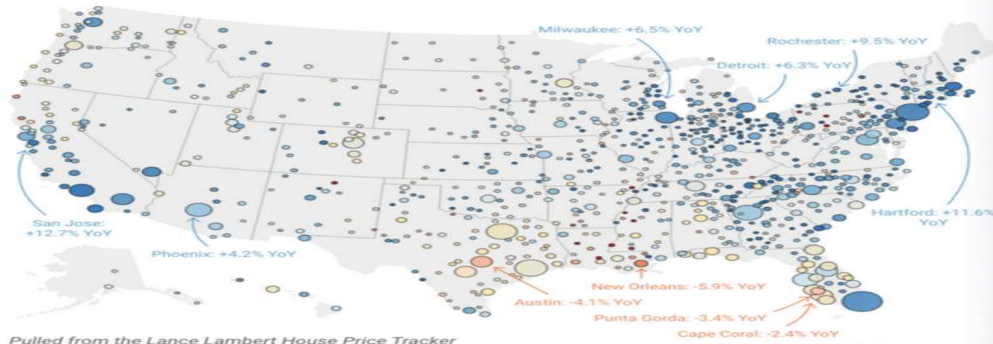 Milwaukee: +6.5% YoY
Rochester: +9.5% YoY
Detroit: +6.3% YoY
San Jose:
+12.7% YoY
Phoenix: +4.2% YoY
Hartford: +11.6%
YoY
New Orleans: -5.9% YoY
Austin: -4.1% YoY
Punta Gorda: -3.4% YoY
Cape Coral: -2.4% YoY
Pulled from the Lance Lambert House Price Tracker